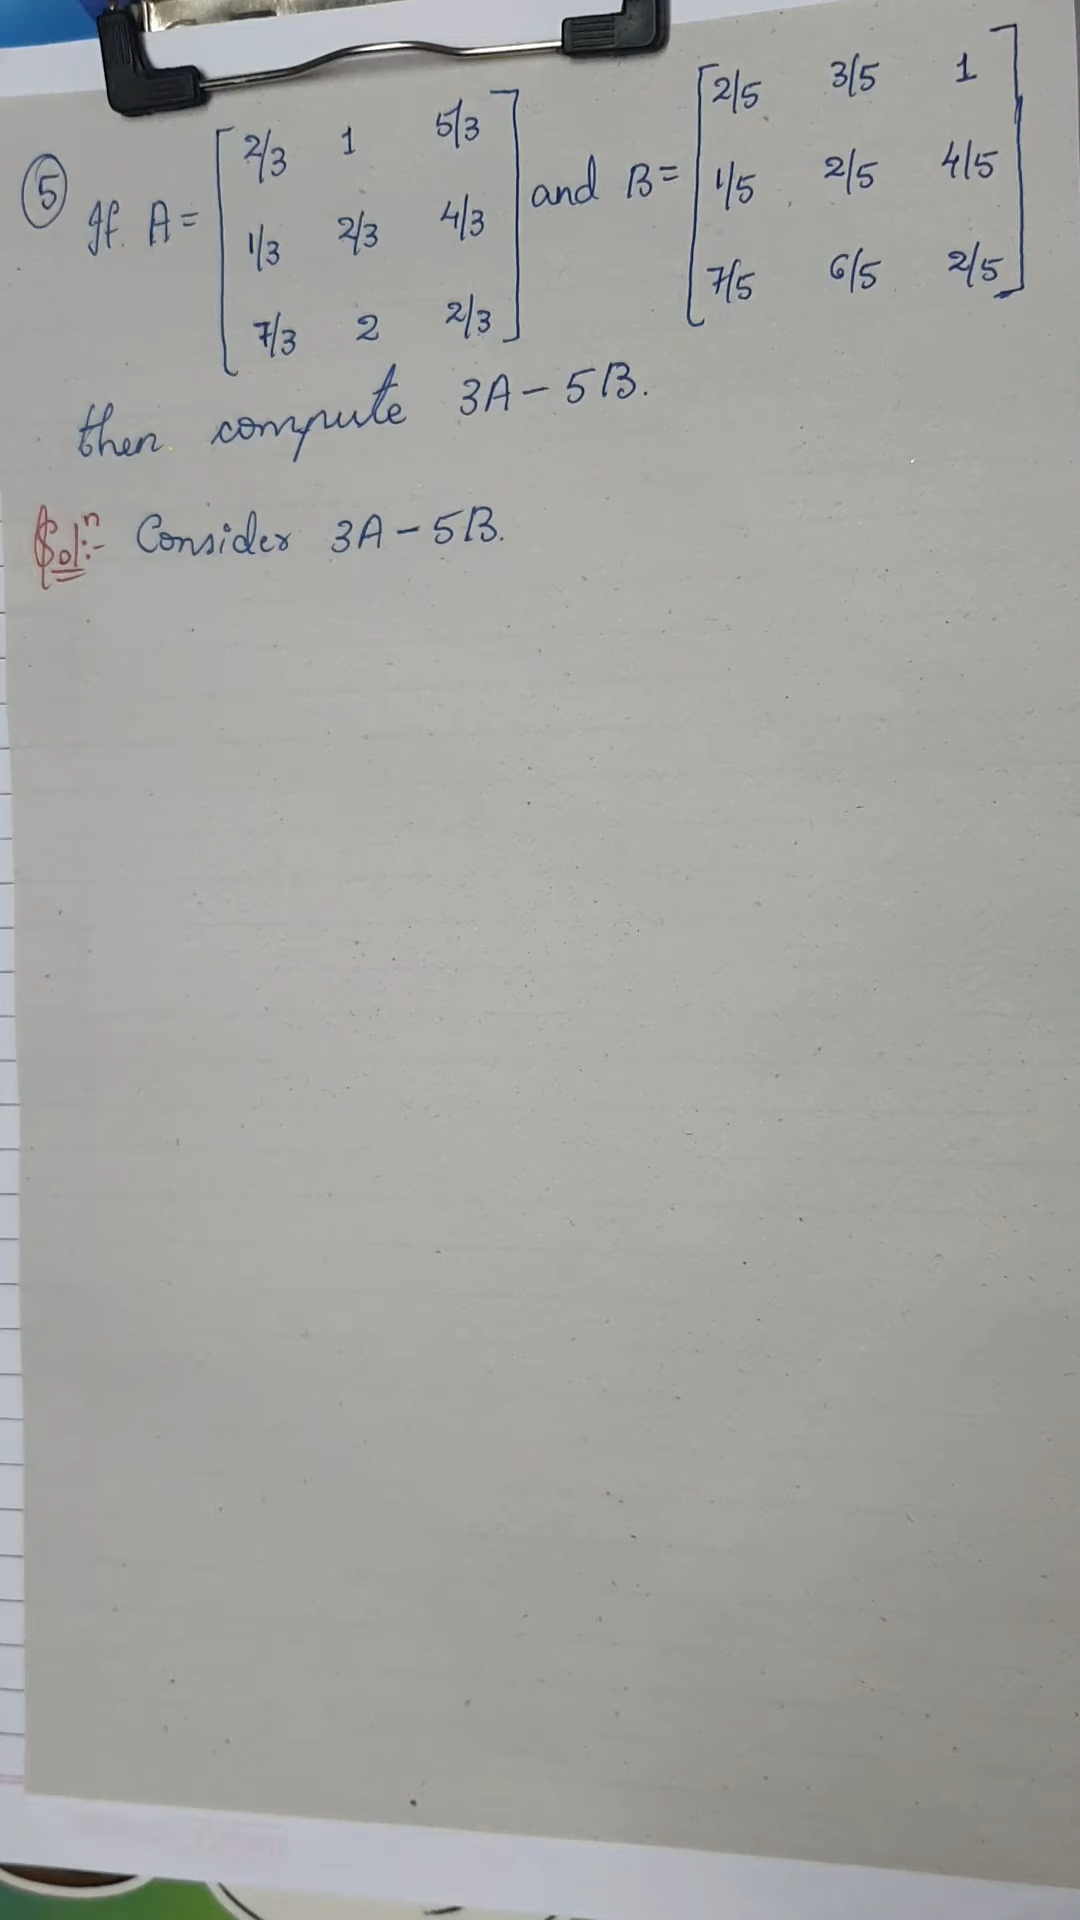 5 If A = [ 2/3 1 5/3 and B = [ 2/5 3/5 1
1/3 2/3 4/3 1/5 2/5 4/5
7/3 2 2/3 ] 7/5 6/5 2/5 ]
then compute 3A - 5B.
Solⁿ:- Consider 3A - 5B.